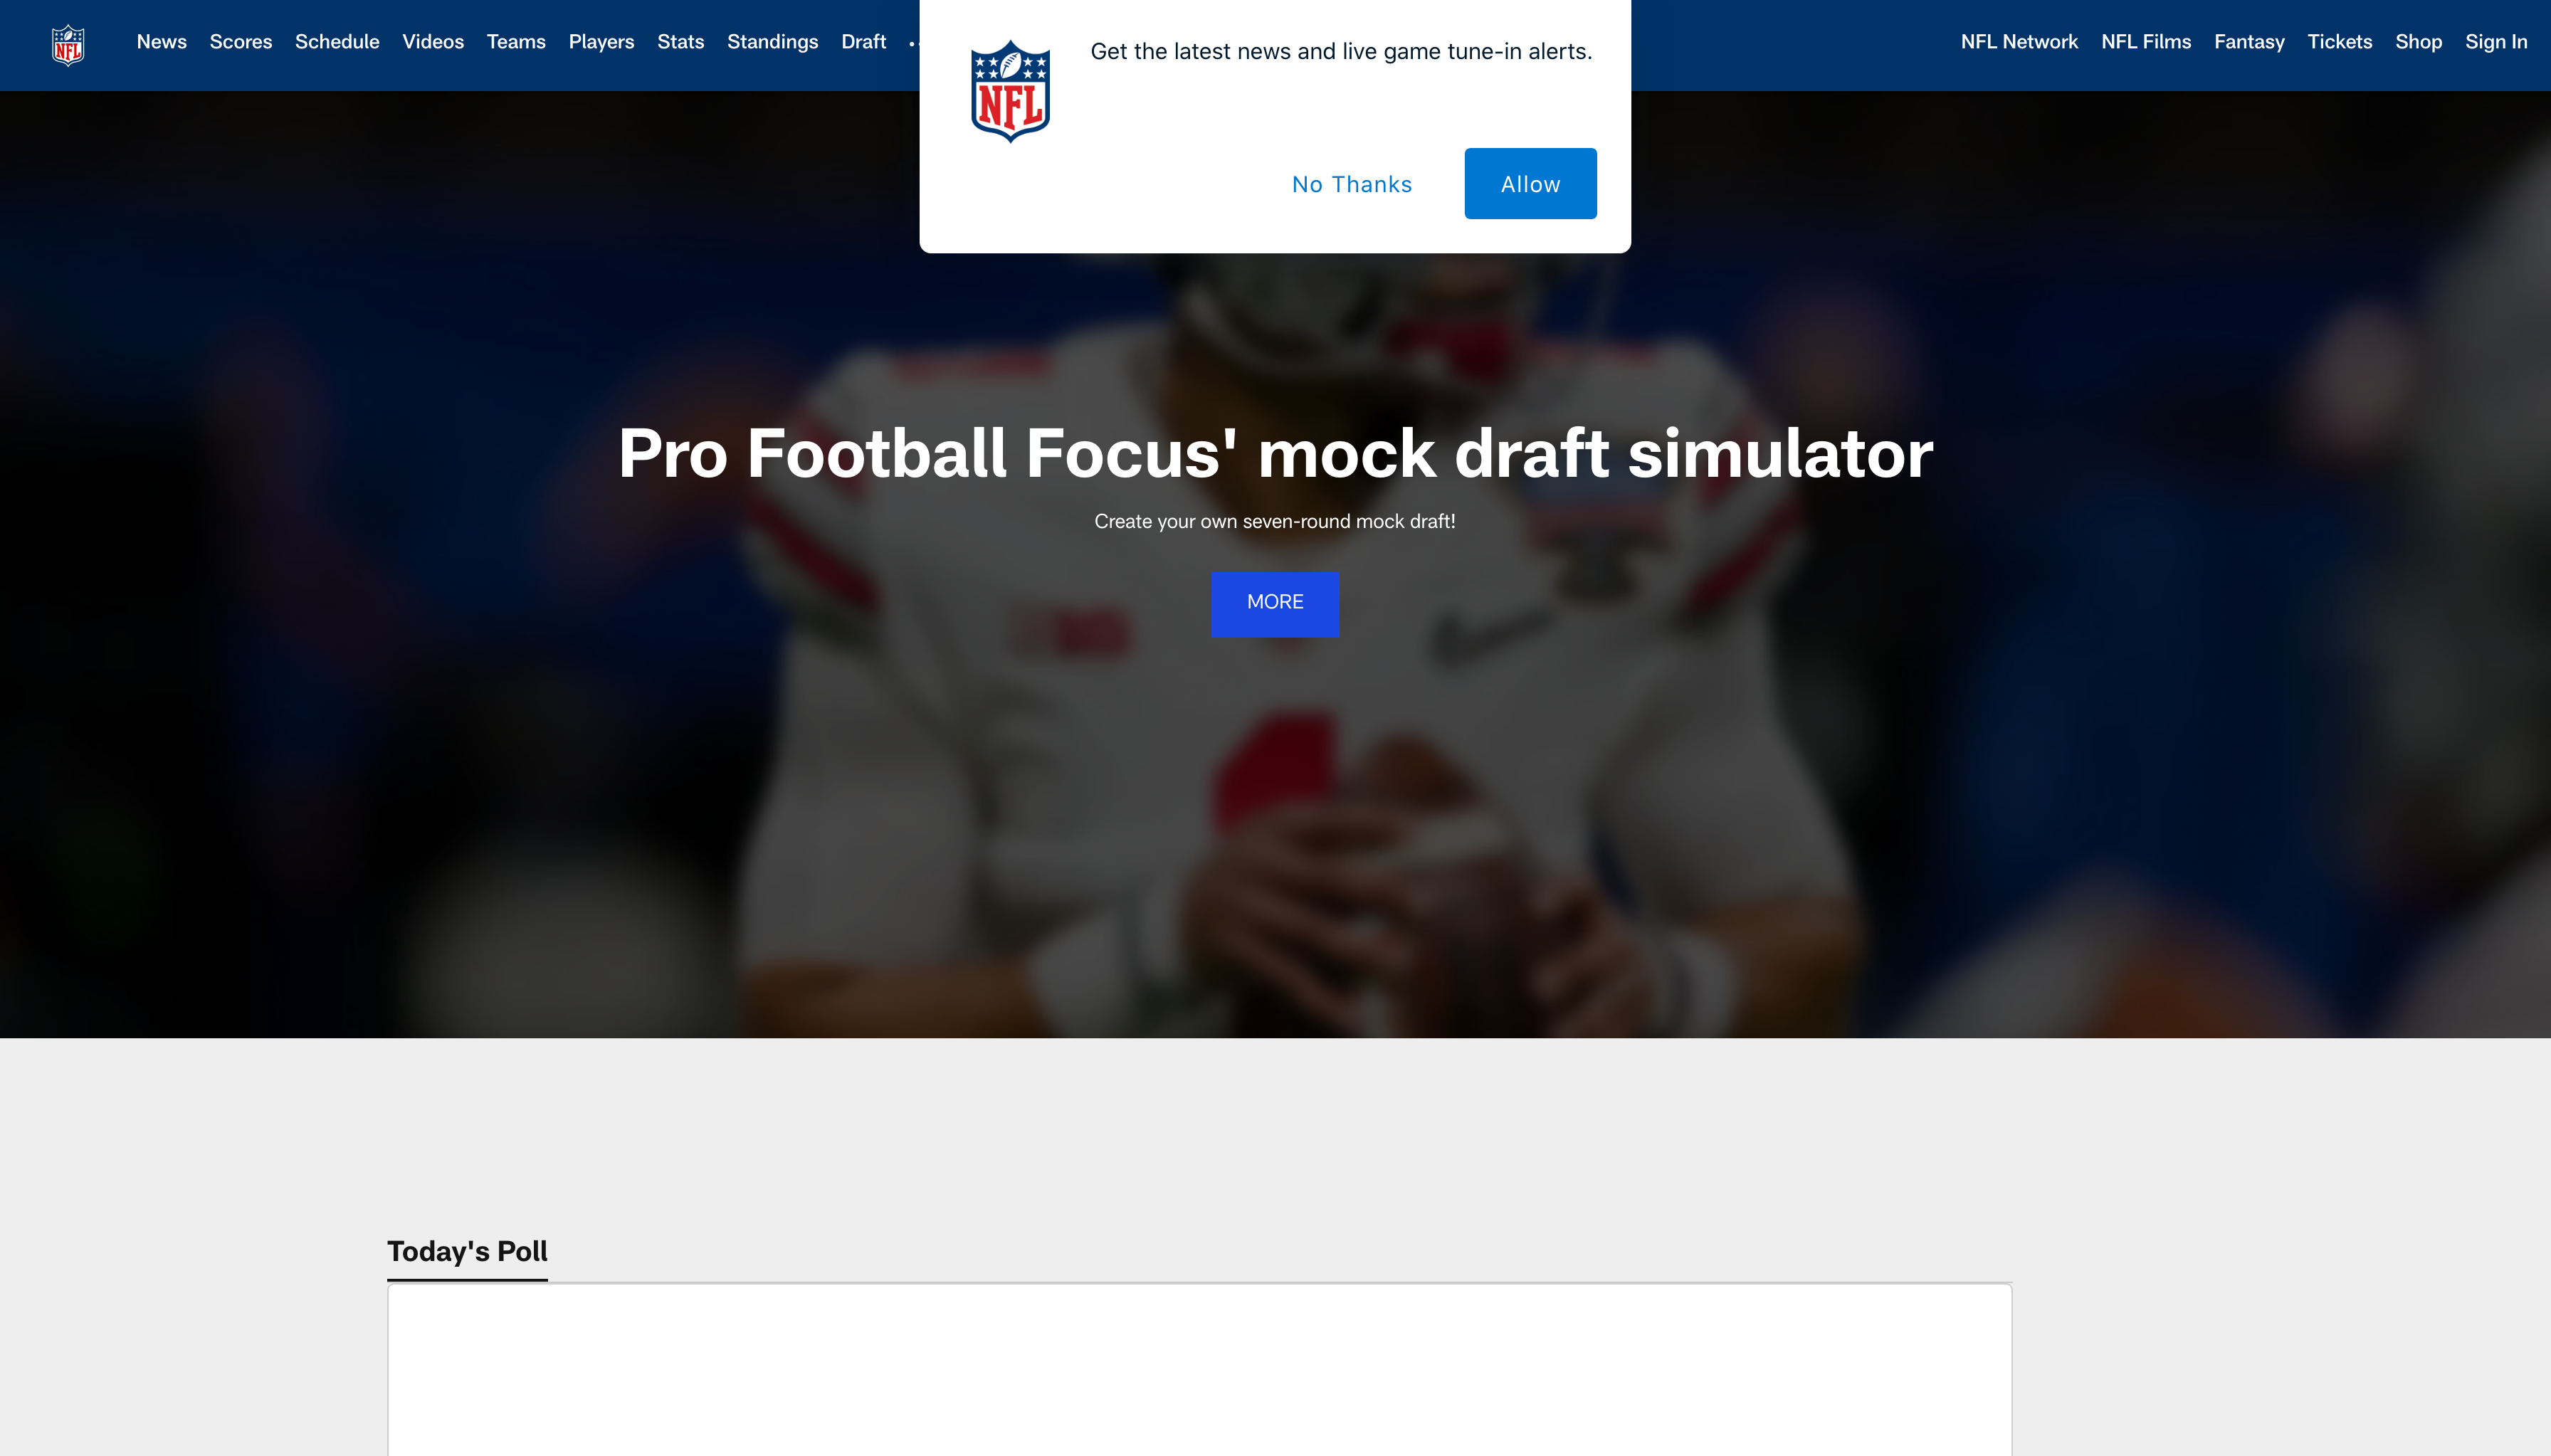 NFL
News Scores Schedule Videos Teams Players Stats Standings Draft
NFL Network NFL Films Fantasy Tickets Shop Sign In
NFL
Get the latest news and live game tune-in alerts.
No Thanks
Allow
Pro Football Focus' mock draft simulator
Create your own seven-round mock draft!
MORE
Today's Poll